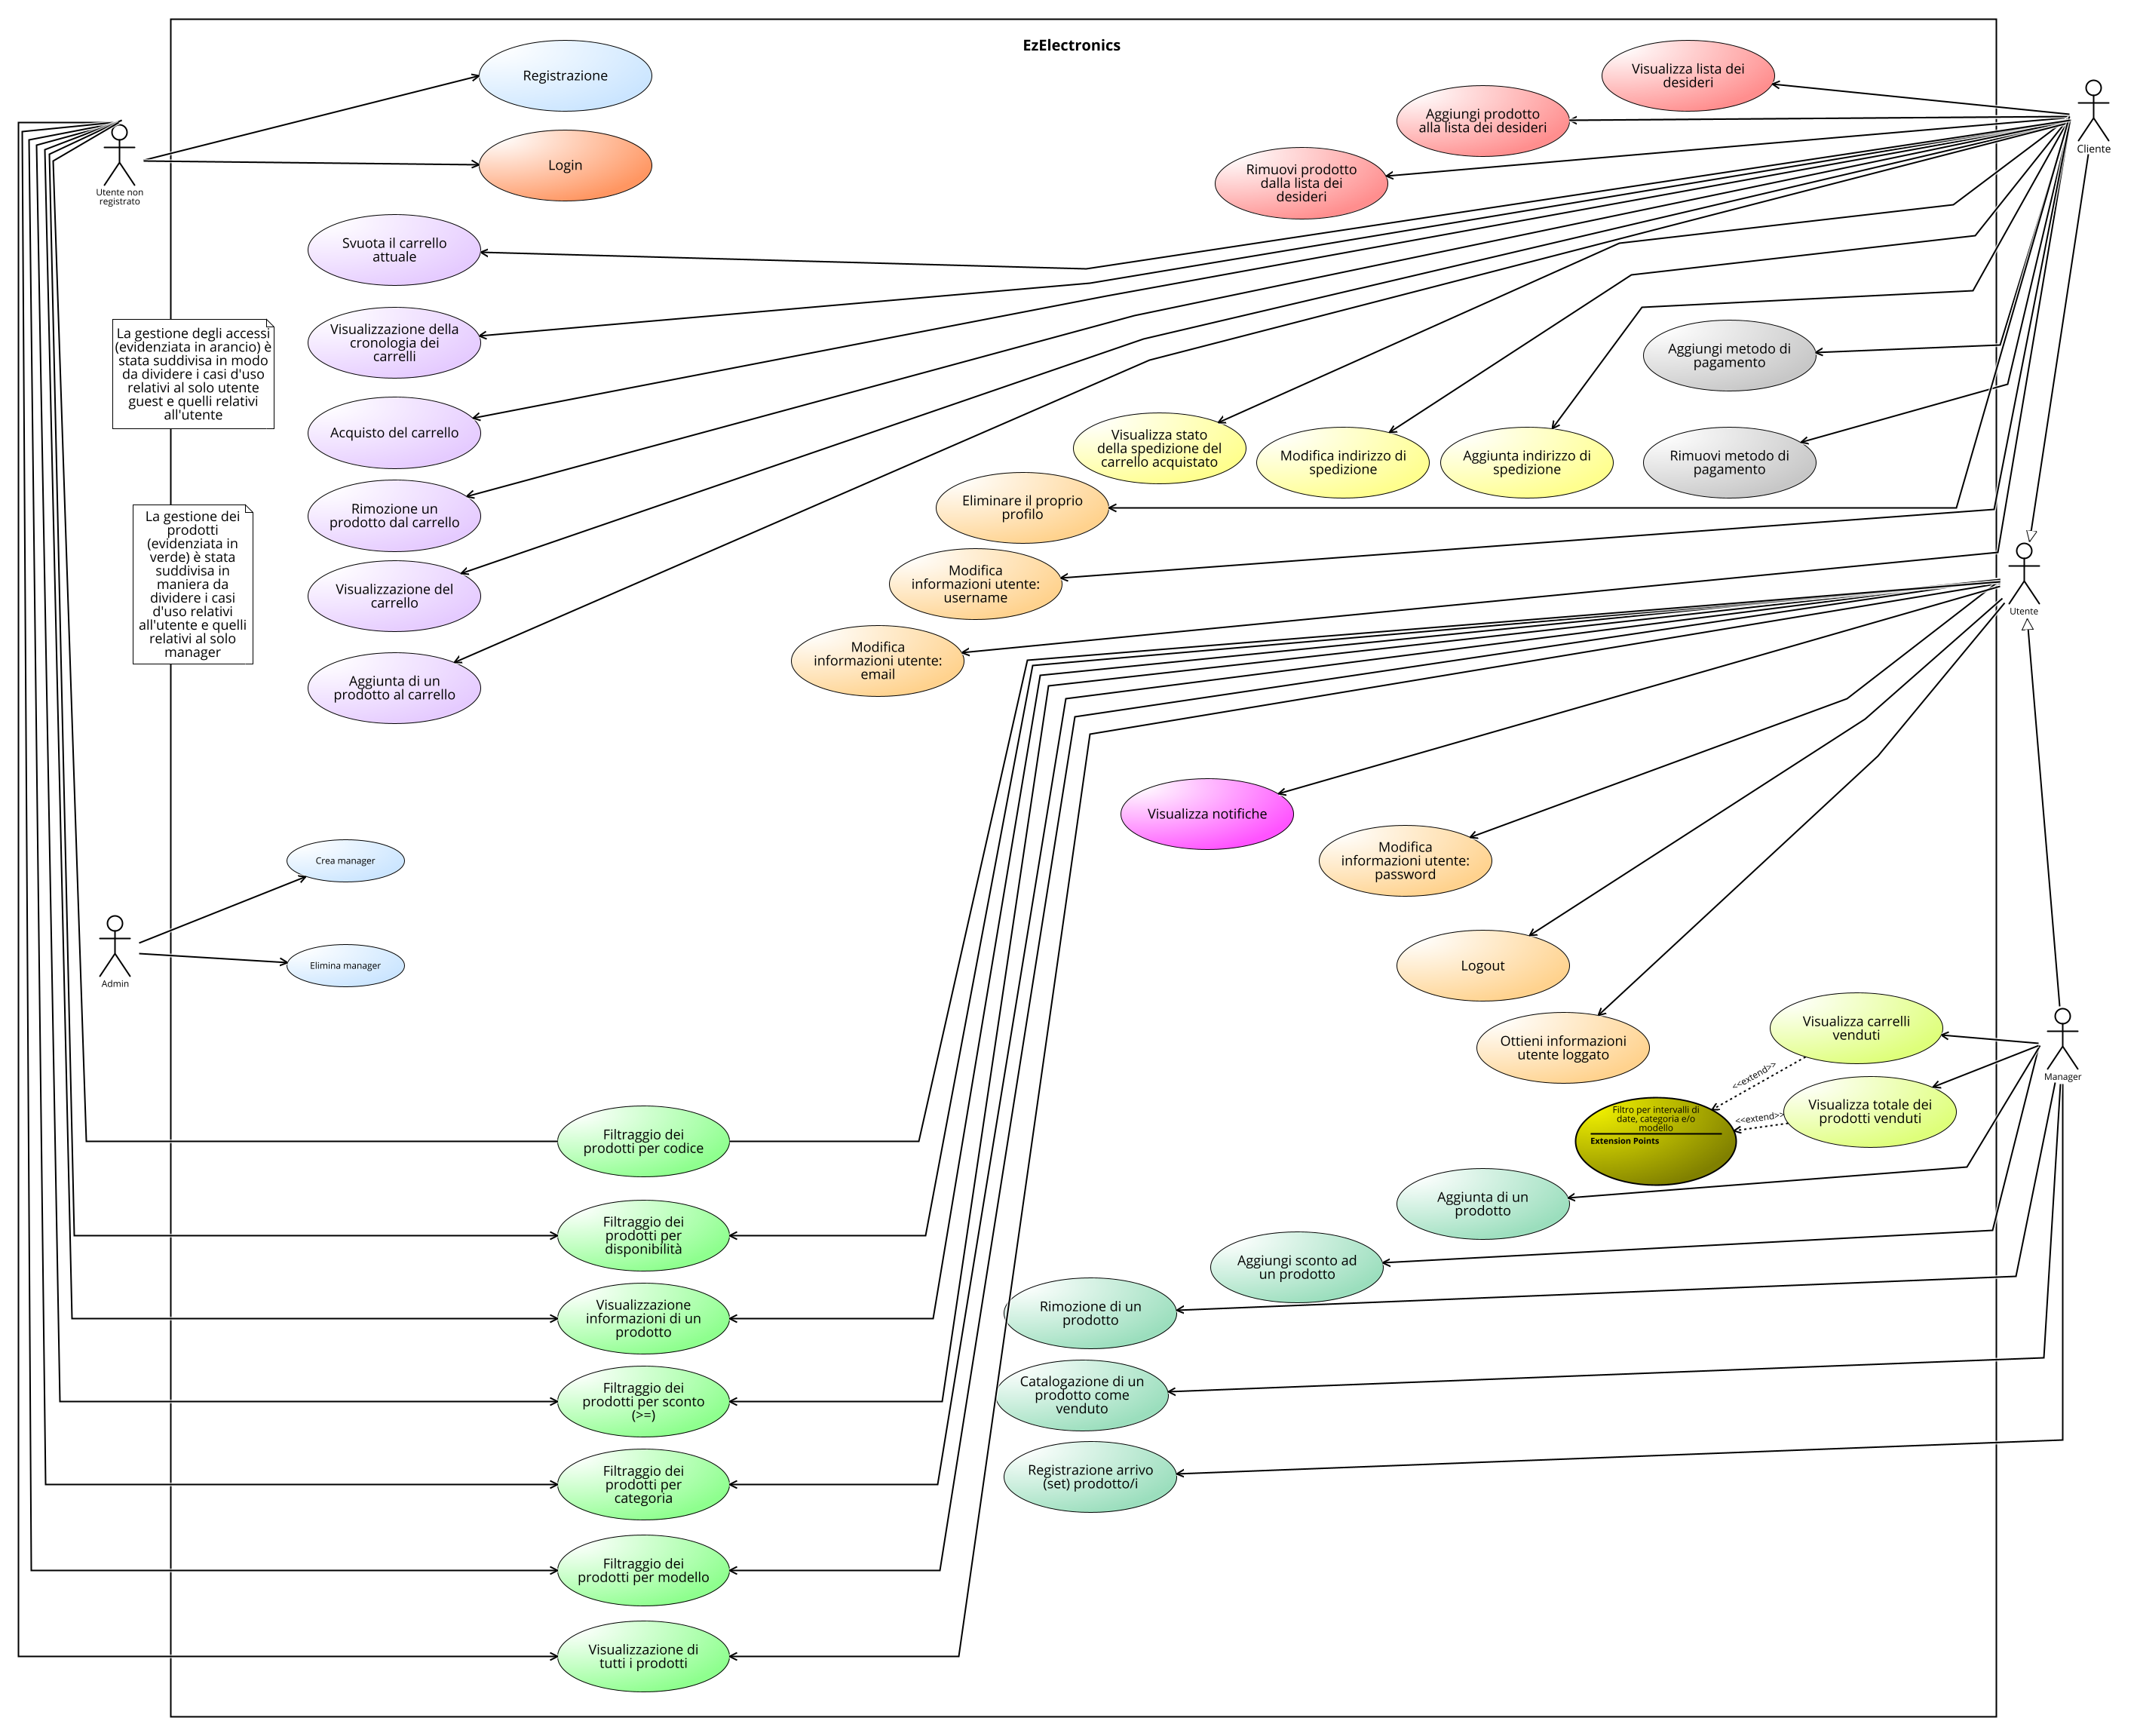 EzElectronics
Registrazione
Login
Utente non
registrato
Visualizza lista dei
desideri
Aggiungi prodotto
alla lista dei desideri
Rimuovi prodotto
dalla lista dei
desideri
Cliente
Svuota il carrello
attuale
Visualizzazione della
cronologia dei
carrelli
Acquisto del carrello
Rimozione un
prodotto dal carrello
Visualizzazione del
carrello
Aggiunta di un
prodotto al carrello
La gestione degli accessi
(evidenziata in arancio) è
stata suddivisa in modo
da dividere i casi d'uso
relativi al solo utente
guest e quelli relativi
all'utente
La gestione dei
prodotti
(evidenziata in
verde) è stata
suddivisa in
maniera da
dividere i casi
d'uso relativi
all'utente e quelli
relativi al solo
manager
Aggiungi metodo di
pagamento
Rimuovi metodo di
pagamento
Visualizza stato
della spedizione del
carrello acquistato
Modifica indirizzo di
spedizione
Aggiunta indirizzo di
spedizione
Eliminare il proprio
profilo
Modifica
informazioni utente:
username
Modifica
informazioni utente:
email
Utente
Visualizza notifiche
Modifica
informazioni utente:
password
Logout
Ottieni informazioni
utente loggato
Crea manager
Elimina manager
Admin
Visualizza carrelli
venduti
Visualizza totale dei
prodotti venduti
Manager
<<extend>>
<<extend>>
Filtro per intervalli di
date, categoria e/o
modello
Extension Points
Aggiunta di un
prodotto
Aggiungi sconto ad
un prodotto
Rimozione di un
prodotto
Catalogazione di un
prodotto come
venduto
Registrazione arrivo
(set) prodotto/i
Filtraggio dei
prodotti per codice
Filtraggio dei
prodotti per
disponibilità
Visualizzazione
informazioni di un
prodotto
Filtraggio dei
prodotti per sconto
(>=)
Filtraggio dei
prodotti per
categoria
Filtraggio dei
prodotti per modello
Visualizzazione di
tutti i prodotti